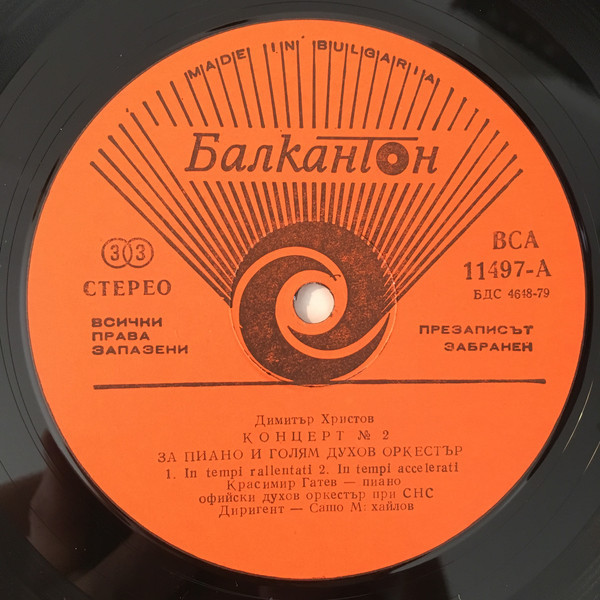 MADE IN BULGARIA
Балкантон
33
СТЕРЕО
ВСИЧКИ
ПРАВА
ЗАПАЗЕНИ
ВСА
11497-А
БДС 4648-79
ПРЕЗАПИСЪТ
ЗАБРАНЕН
Димитър Христов
КОНЦЕРТ № 2
ЗА ПИАНО И ГОЛЯМ ДУХОВ ОРКЕСТЪР
1. In tempi rallentati 2. In tempi accelerati
Красимир Гатев — пиано
офийски духов оркестър при СНС
Диригент — Сашо М: хайлов